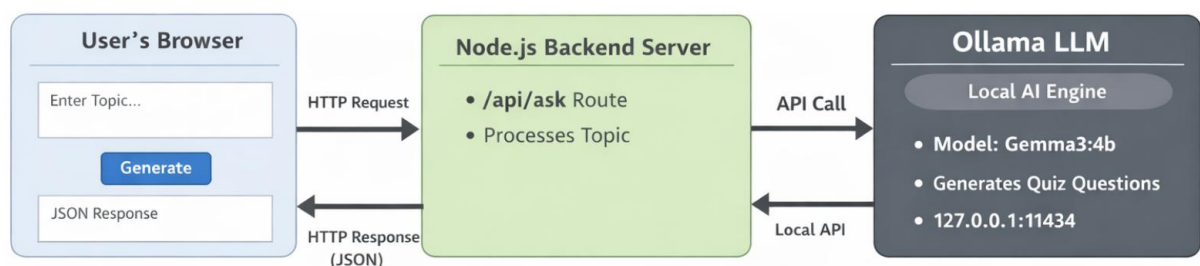 User's Browser
Enter Topic...
Generate
JSON Response
HTTP Request
HTTP Response
(JSON)
Node.js Backend Server
• /api/ask Route
• Processes Topic
API Call
Local API
Ollama LLM
Local AI Engine
• Model: Gemma3:4b
• Generates Quiz Questions
• 127.0.0.1:11434